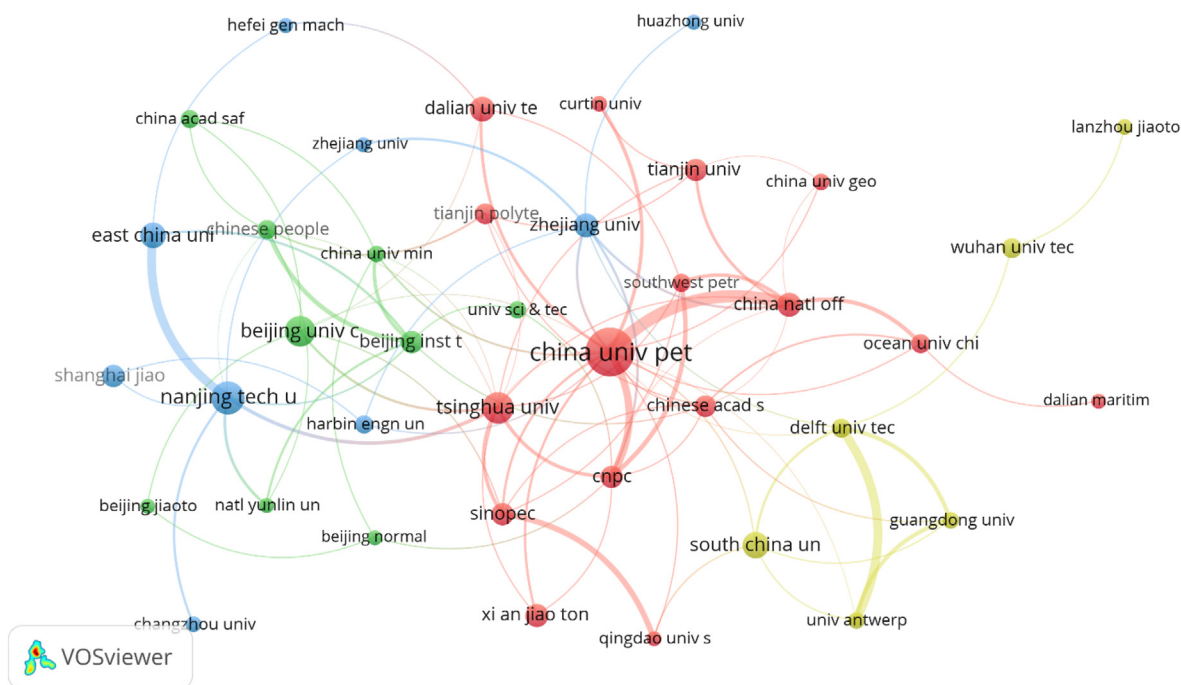 hefei gen mach
huazhong univ
dalian univ te
curtin univ
china acad saf
lanzhou jiaoto
zhejiang univ
tianjin univ
china univ geo
tianjin polyte
zhejiang univ
east china uni
chinese people
china univ min
wuhan univ tec
southwest petr
china natl off
univ sci & tec
beijing univ c
beijing inst t
china univ pet
ocean univ chi
shanghai jiao
nanjing tech u
tsinghua univ
chinese acad s
dalian maritim
harbin engn un
delft univ tec
cnpc
beijing jiaoto
natl yunlin un
sinopec
guangdong univ
beijing normal
south china un
xi an jiao ton
univ antwerp
changzhou univ
qingdao univ s
VOSviewer